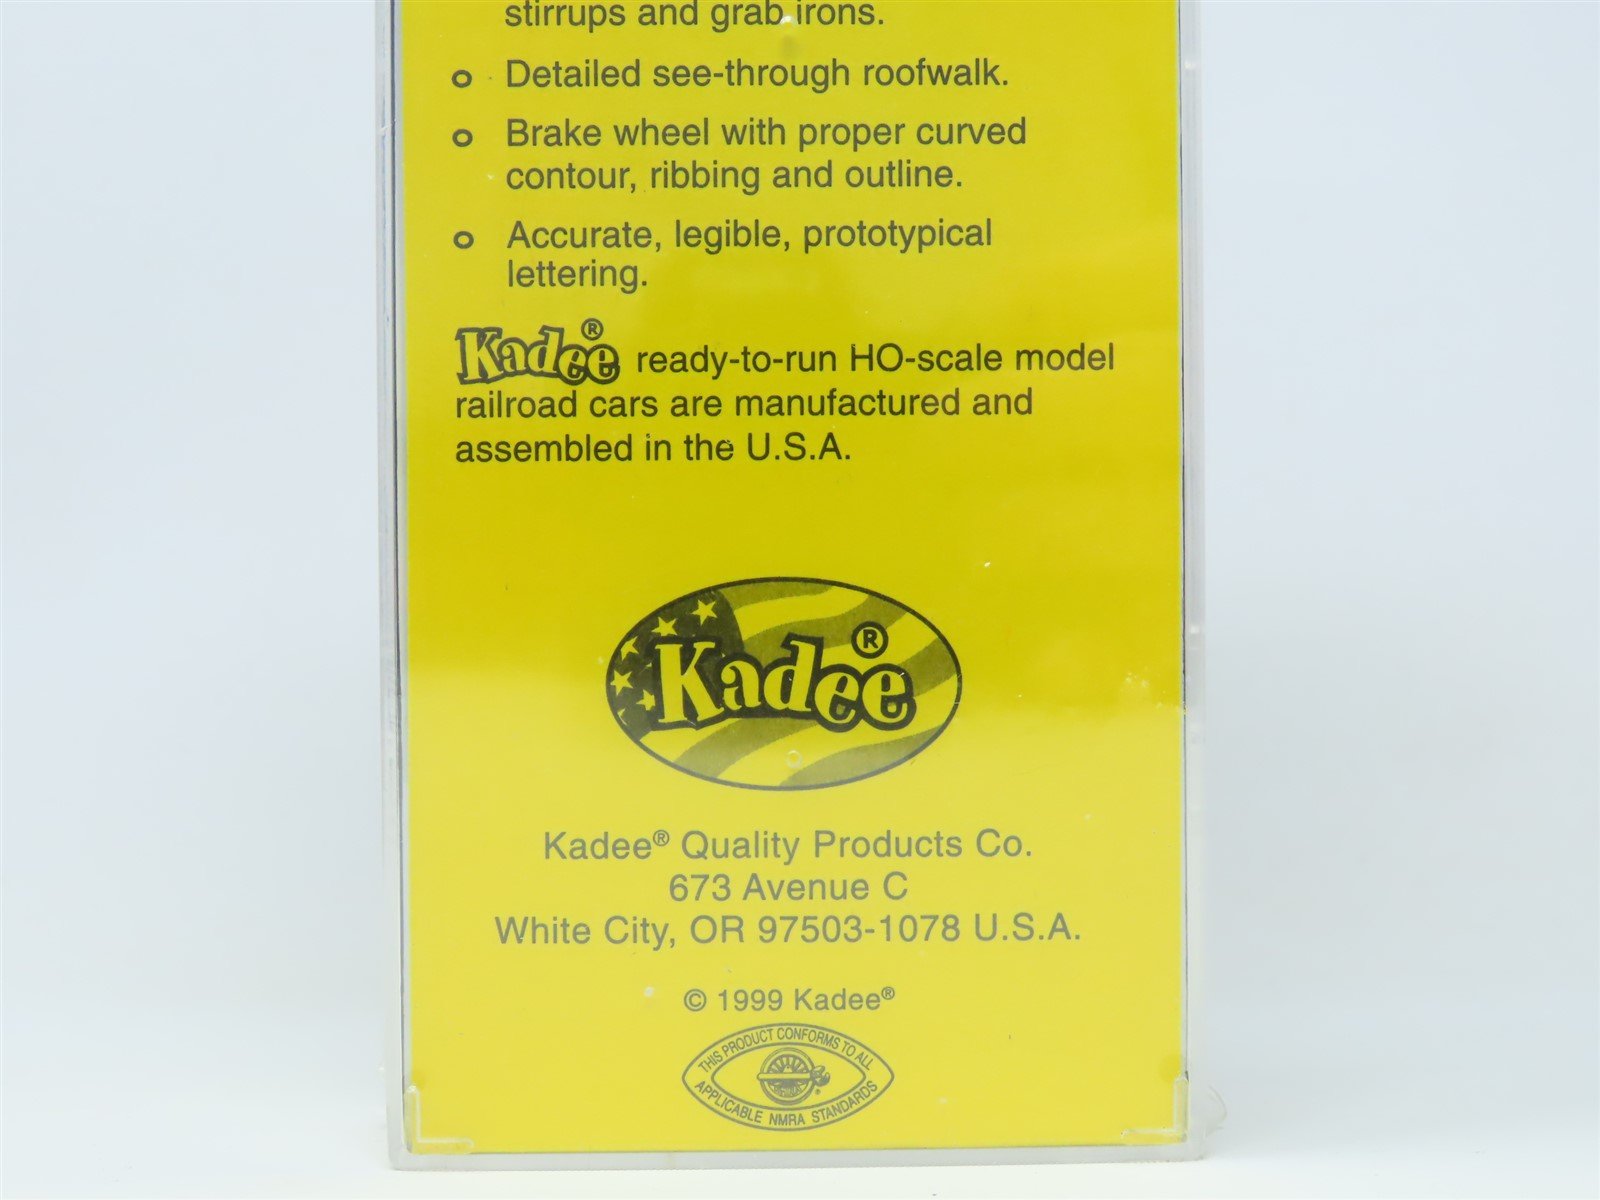 stirrups and grab irons.
o Detailed see-through roofwalk.
o Brake wheel with proper curved
contour, ribbing and outline.
o Accurate, legible, prototypical
lettering.
Kadee® ready-to-run HO-scale model
railroad cars are manufactured and
assembled in the U.S.A.
Kadee®
Kadee® Quality Products Co.
673 Avenue C
White City, OR 97503-1078 U.S.A.
© 1999 Kadee®
THIS PRODUCT CONFORMS TO ALL
APPLICABLE NMRA STANDARDS